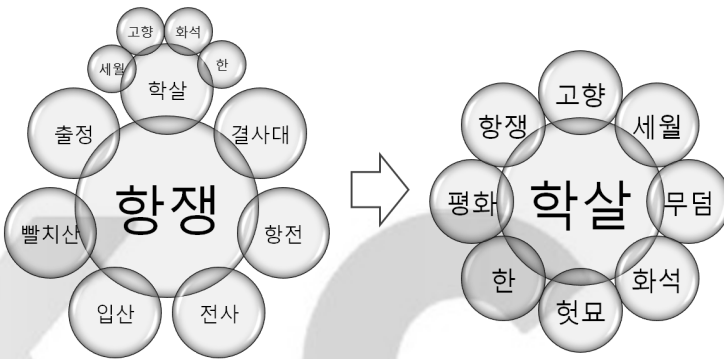 고향
화석
세월
한
학살
출정
결사대
항쟁
빨치산
항전
입산
전사
고향
항쟁
세월
평화
학살
무덤
한
화석
헛묘